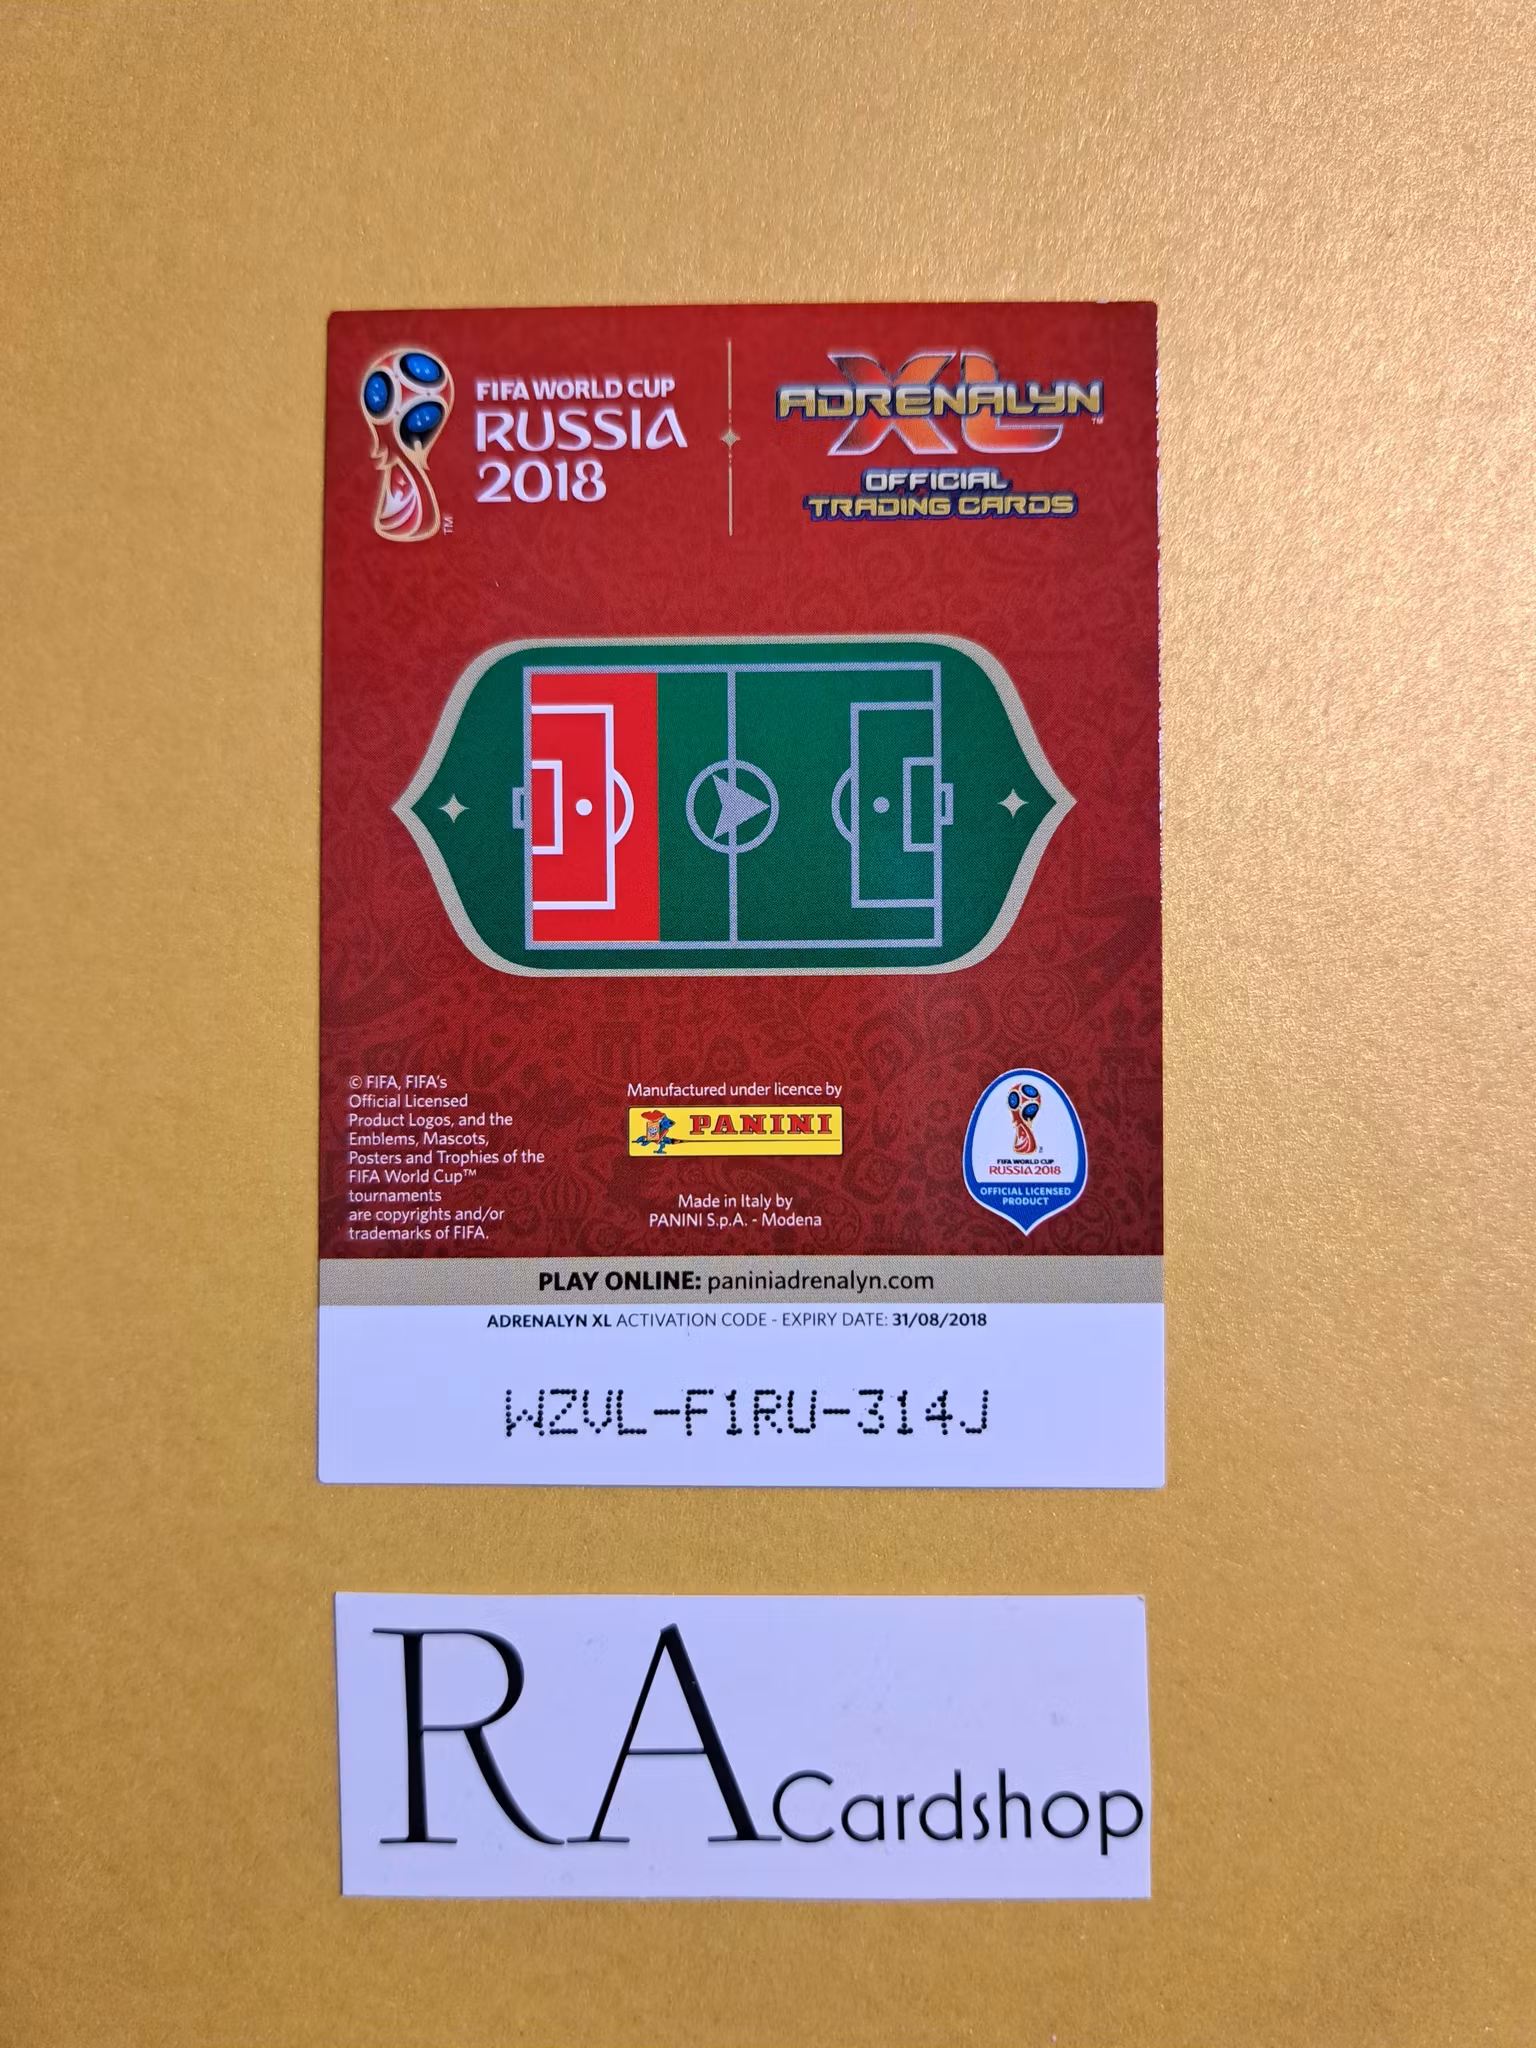 FIFA WORLD CUP
RUSSIA
2018
TM
ADRENALYN
XL
TM
OFFICIAL
TRADING CARDS
© FIFA, FIFA's
Official Licensed
Product Logos, and the
Emblems, Mascots,
Posters and Trophies of the
FIFA World Cup™
tournaments
are copyrights and/or
trademarks of FIFA.
Manufactured under licence by
PANINI
Made in Italy by
PANINI S.p.A. - Modena
FIFA WORLD CUP
RUSSIA 2018
OFFICIAL LICENSED
PRODUCT
PLAY ONLINE: paniniadrenalyn.com
ADRENALYN XL ACTIVATION CODE - EXPIRY DATE: 31/08/2018
WZVL-F1RU-314J
RA Cardshop